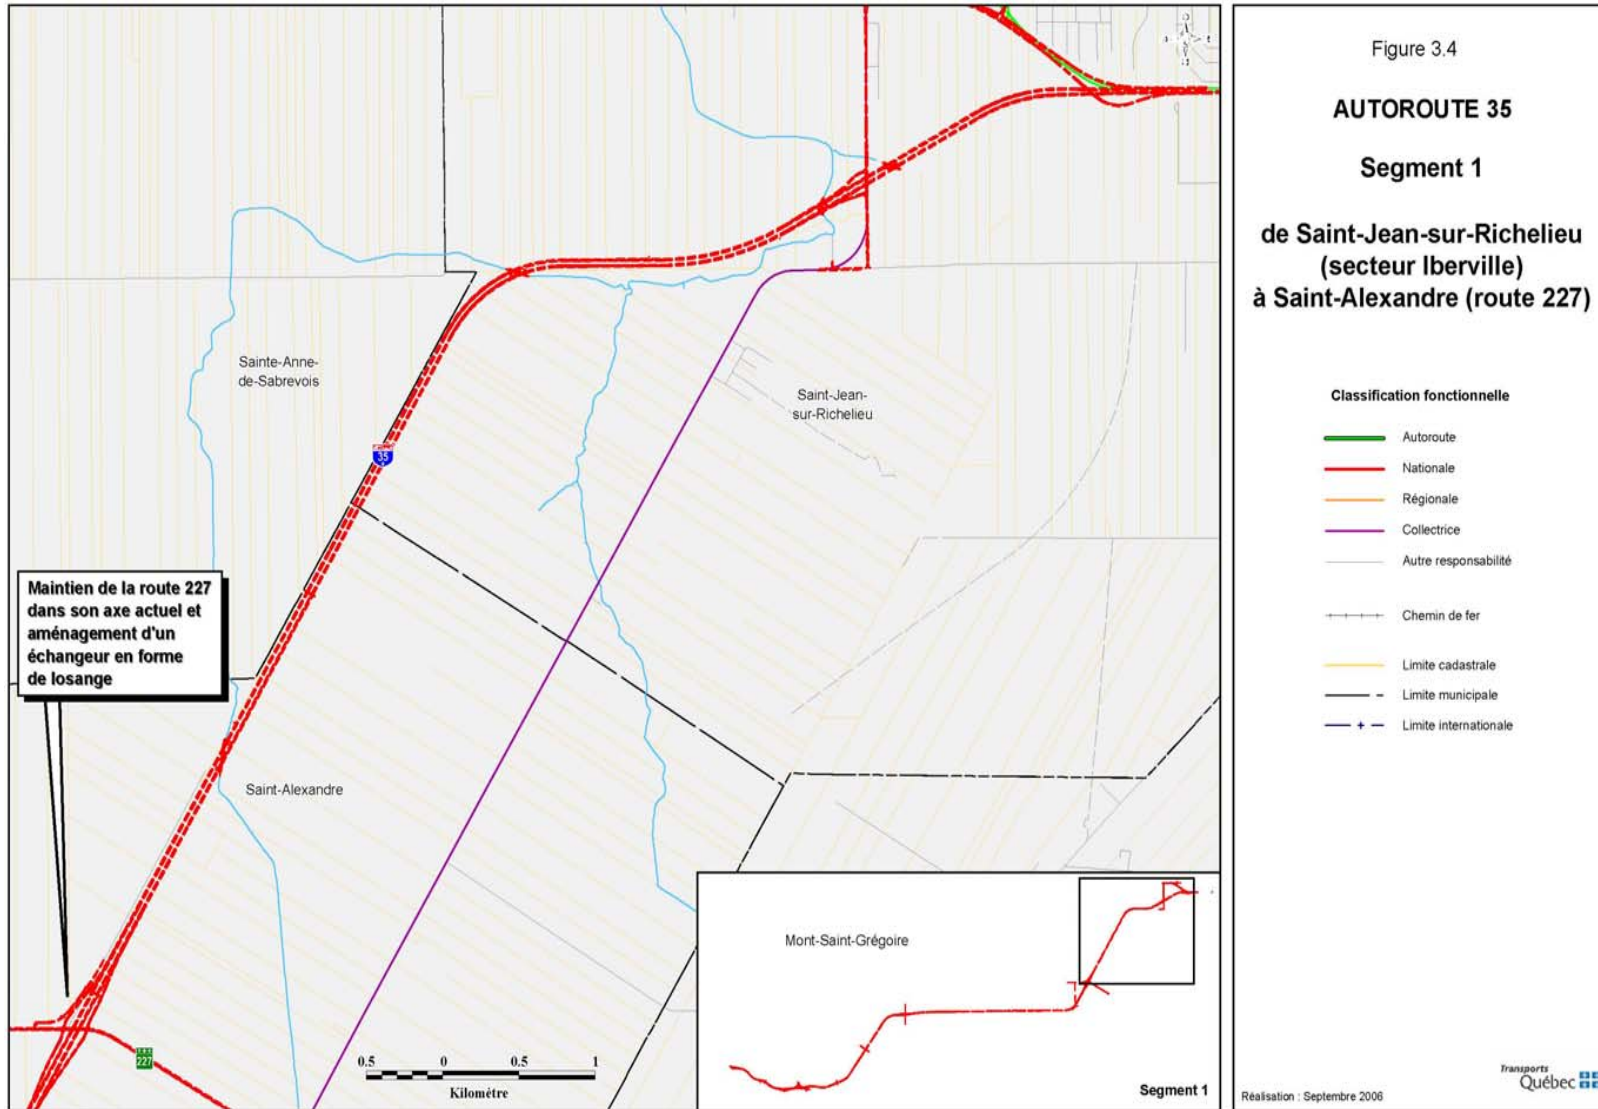 Sainte-Anne-
de-Sabrevois
Saint-Jean-
sur-Richelieu
35
Maintien de la route 227
dans son axe actuel et
aménagement d'un
échangeur en forme
de losange
Saint-Alexandre
227
0.5 0 0.5 1
Kilométre
Mont-Saint-Grégoire
Segment 1
Figure 3.4
AUTOROUTE 35
Segment 1
de Saint-Jean-sur-Richelieu
(secteur Iberville)
à Saint-Alexandre (route 227)
Classification fonctionnelle
Autoroute
Nationale
Régionale
Collectrice
Autre responsabilité
Chemin de fer
Limite cadastrale
Limite municipale
Limite internationale
Réalisation : Septembre 2006
Transports
Québec